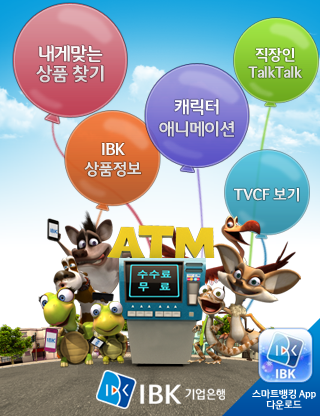 내게맞는
상품 찾기
직장인
TalkTalk
캐릭터
애니메이션
IBK
상품정보
TVCF 보기
ATM
수수료
무 료
IBK
IBK 기업은행
스마트뱅킹 App
다운로드